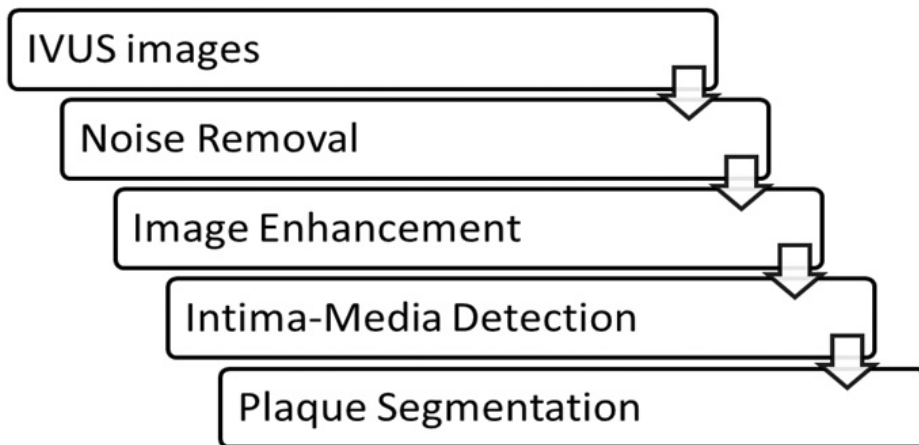 IVUS images
Noise Removal
Image Enhancement
Intima-Media Detection
Plaque Segmentation